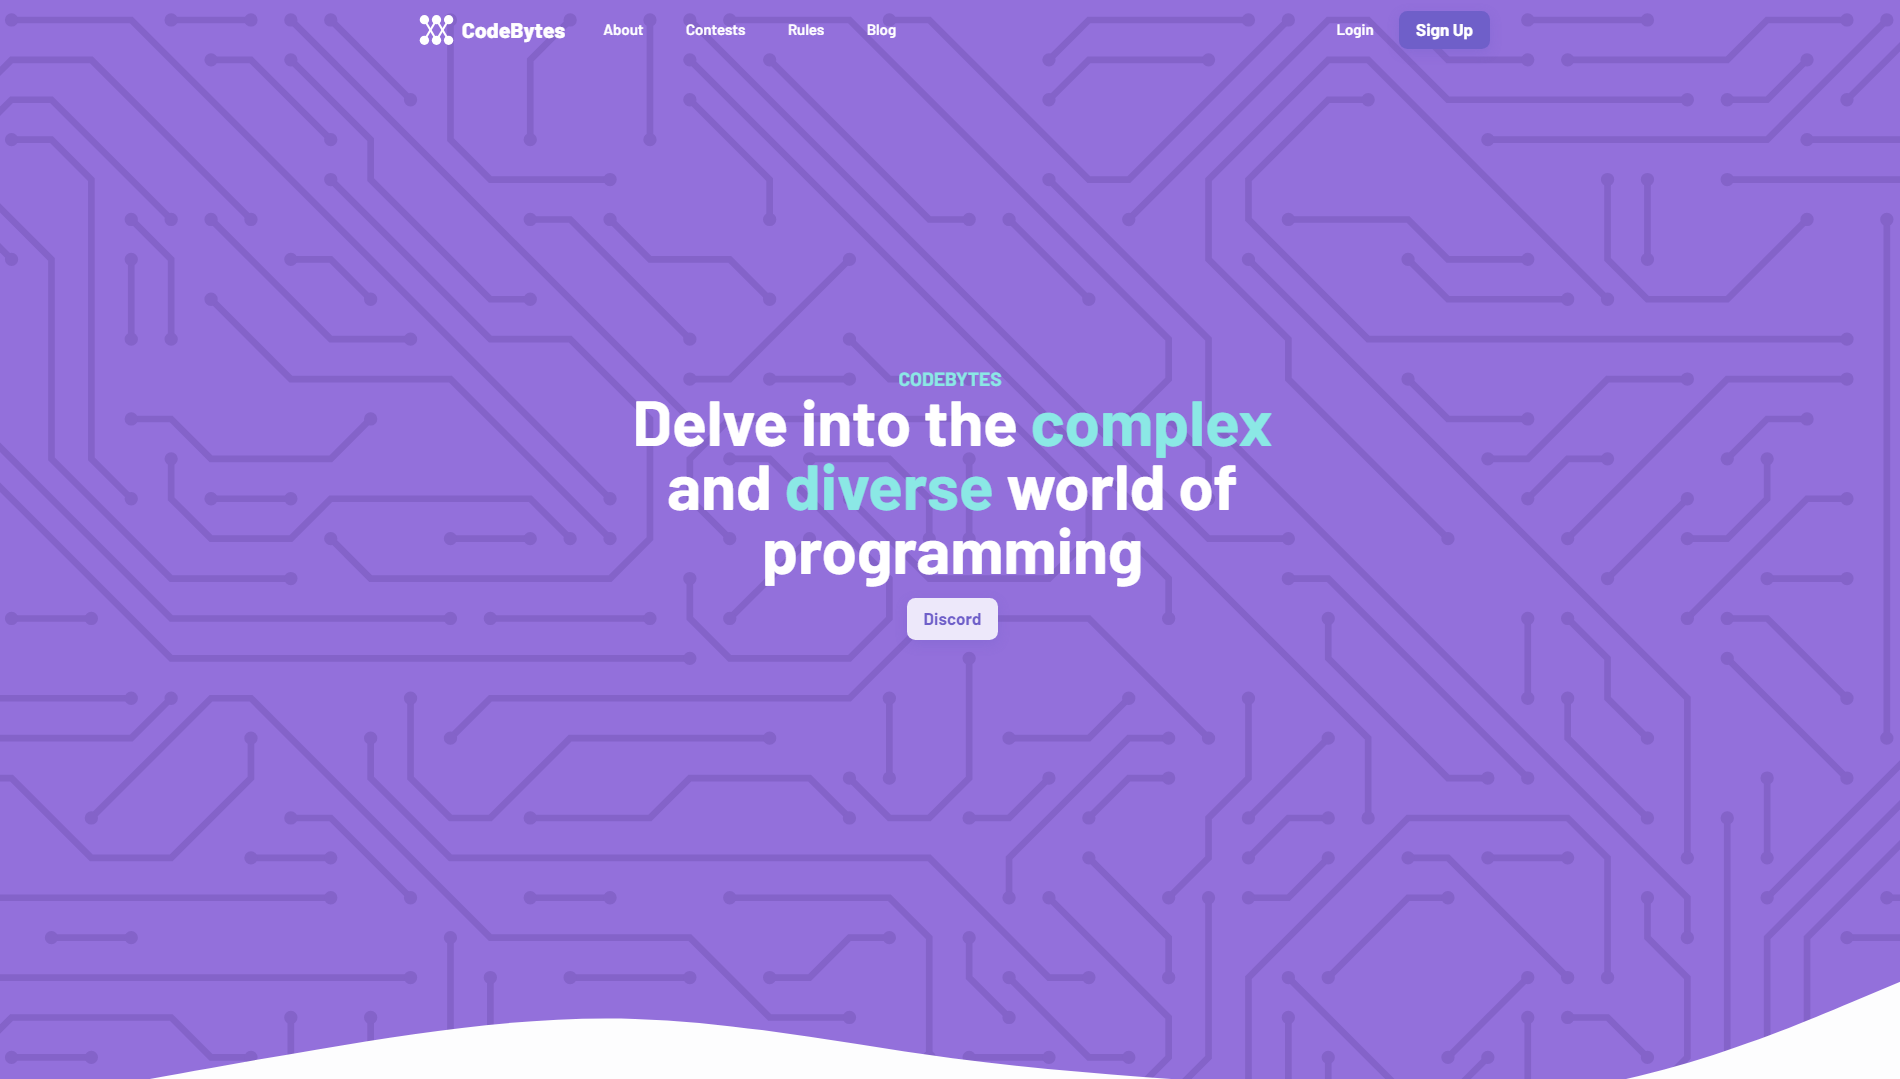 CodeBytes About Contests Rules Blog Login Sign Up
CODEBYTES
Delve into the complex
and diverse world of
programming
Discord